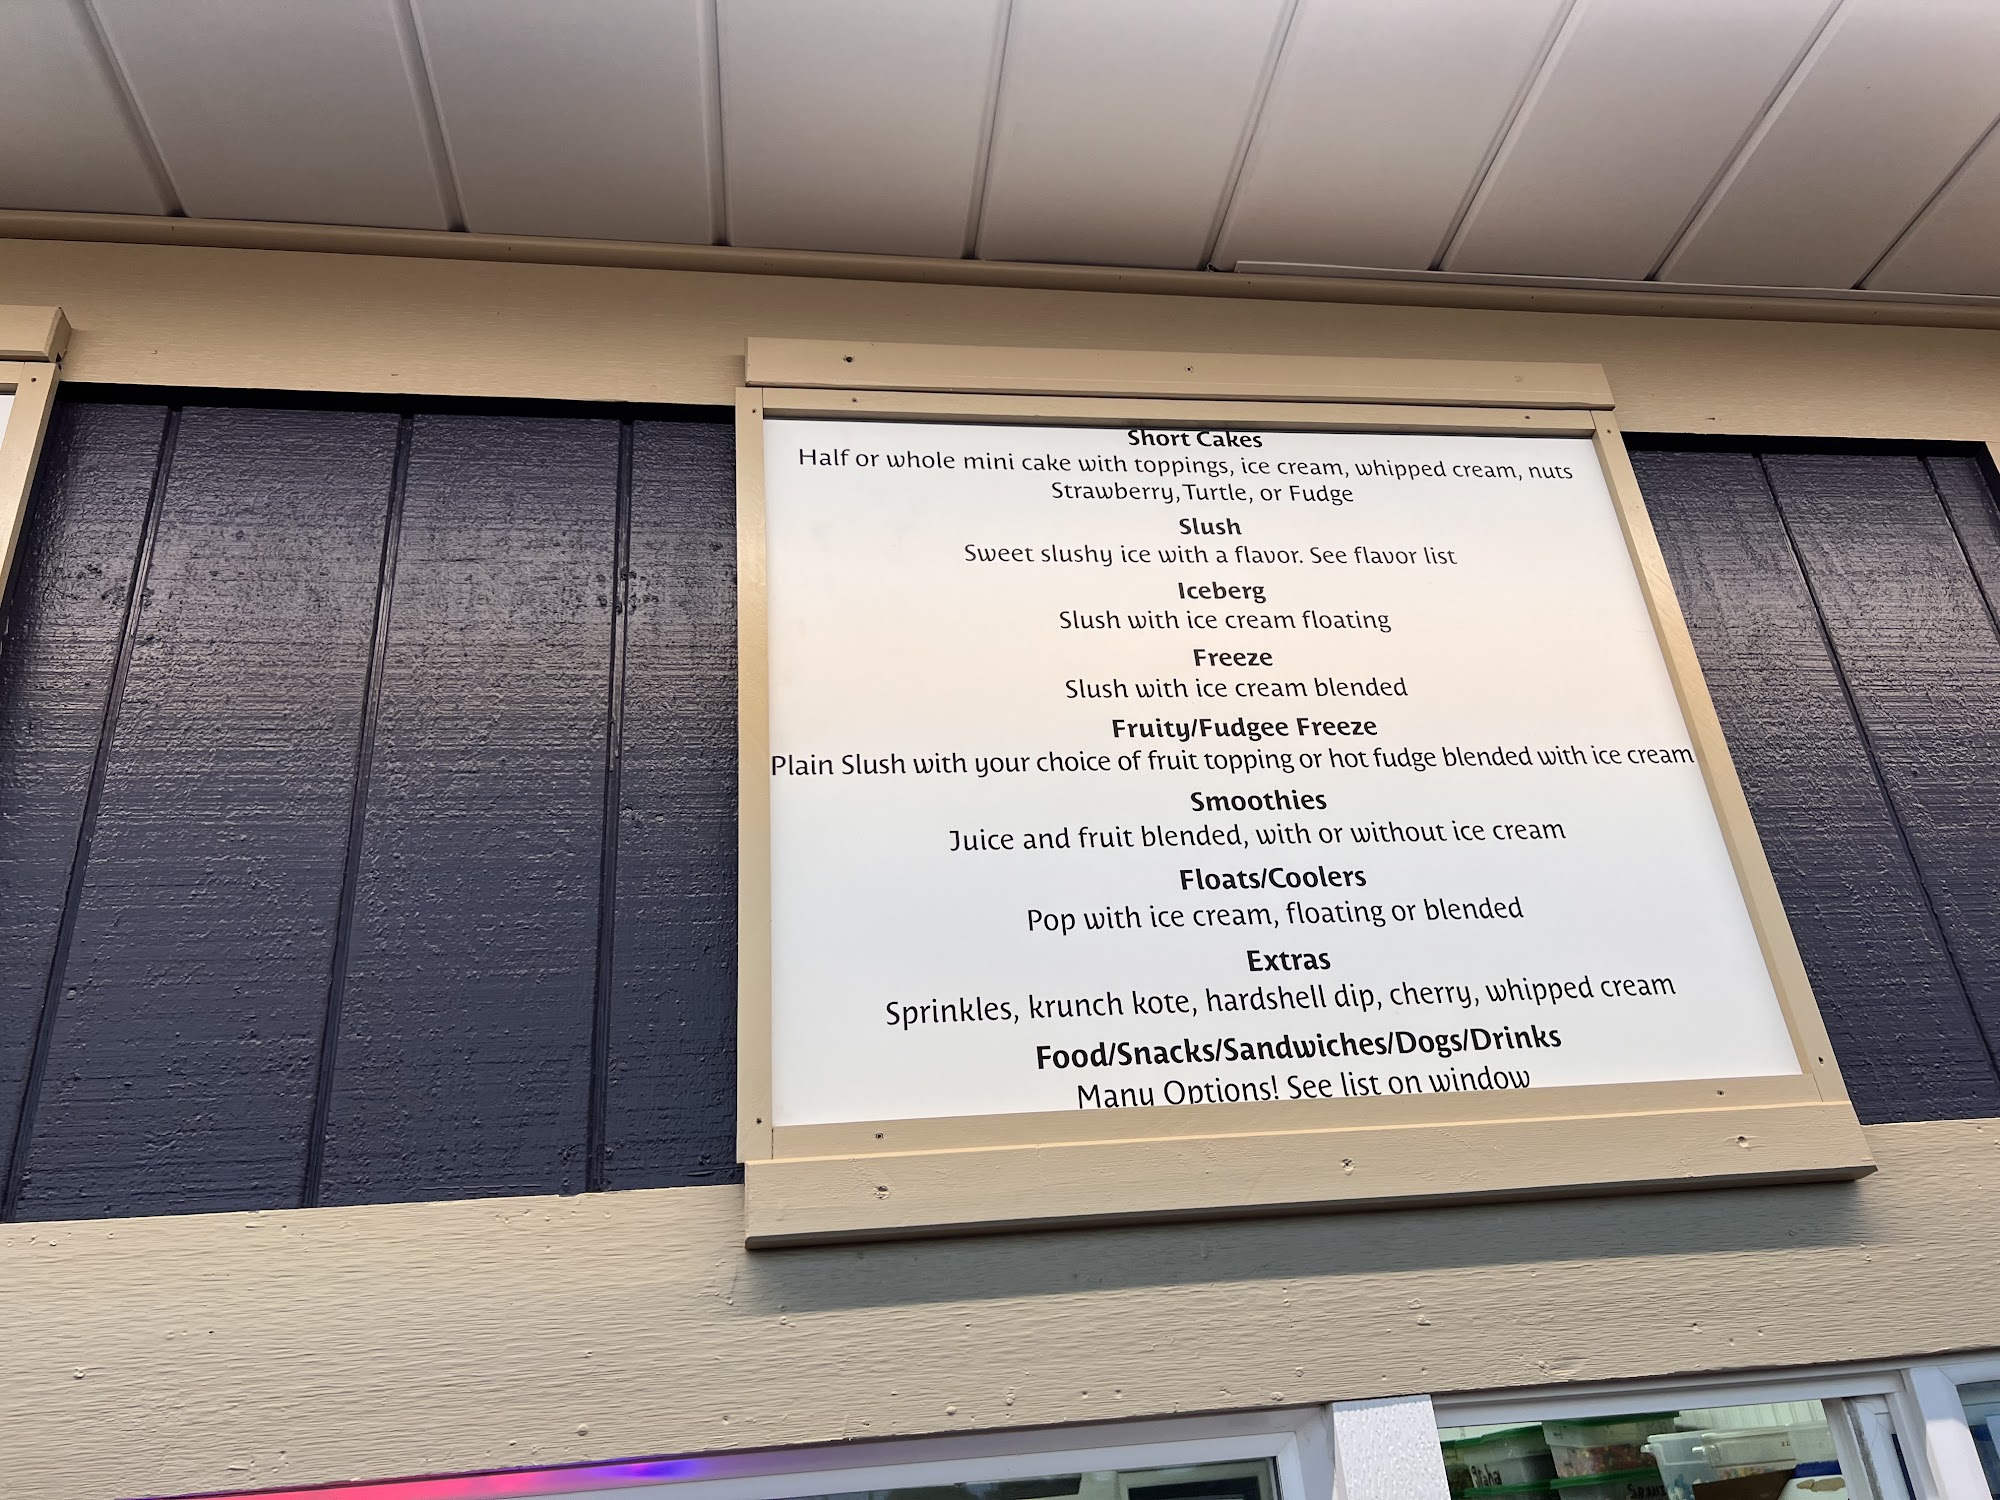 Short Cakes
Half or whole mini cake with toppings, ice cream, whipped cream, nuts
Strawberry, Turtle, or Fudge
Slush
Sweet slushy ice with a flavor. See flavor list
Iceberg
Slush with ice cream floating
Freeze
Slush with ice cream blended
Fruity/Fudgee Freeze
Plain Slush with your choice of fruit topping or hot fudge blended with ice cream
Smoothies
Juice and fruit blended, with or without ice cream
Floats/Coolers
Pop with ice cream, floating or blended
Extras
Sprinkles, krunch kote, hardshell dip, cherry, whipped cream
Food/Snacks/Sandwiches/Dogs/Drinks
Many Options! See list on window